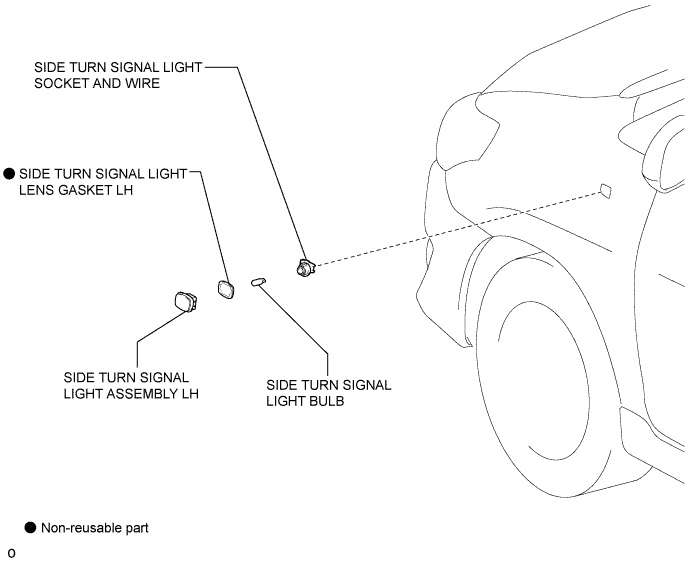 SIDE TURN SIGNAL LIGHT
SOCKET AND WIRE
SIDE TURN SIGNAL LIGHT
LENS GASKET LH
SIDE TURN SIGNAL
LIGHT ASSEMBLY LH
SIDE TURN SIGNAL
LIGHT BULB
Non-reusable part
O